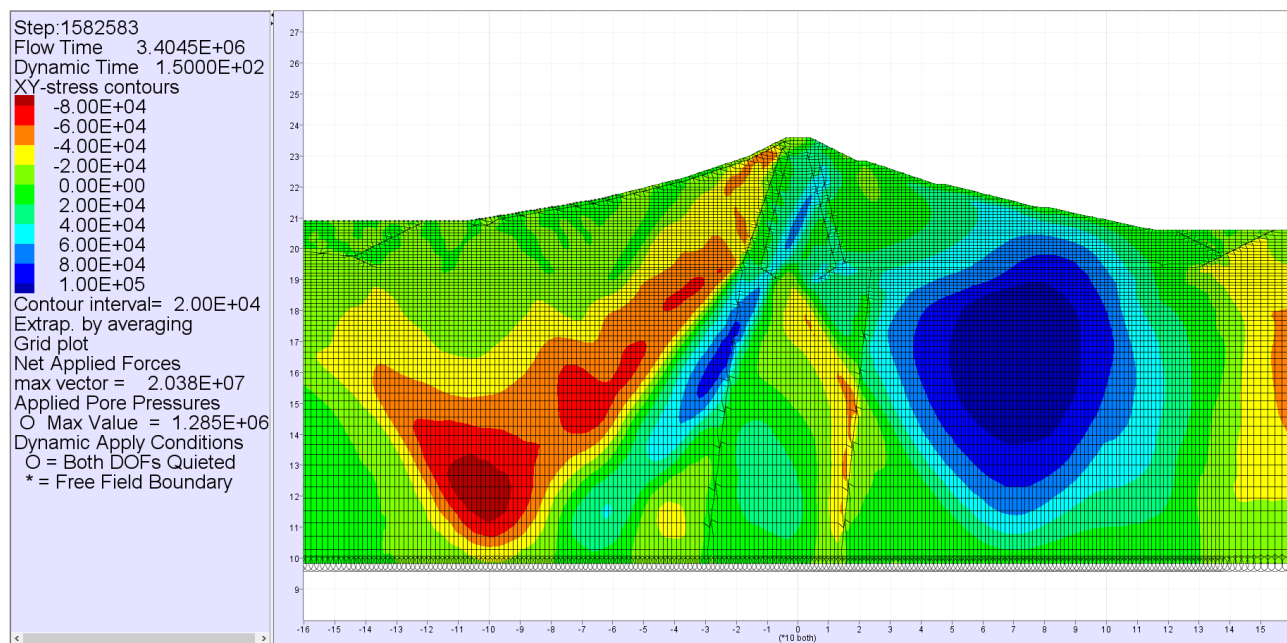 Step:1582583
Flow Time 3.4045E+06
Dynamic Time 1.5000E+02
XY-stress contours
-8.00E+04
-6.00E+04
-4.00E+04
-2.00E+04
0.00E+00
2.00E+04
4.00E+04
6.00E+04
8.00E+04
1.00E+05
Contour interval= 2.00E+04
Extrap. by averaging
Grid plot
Net Applied Forces
max vector = 2.038E+07
Applied Pore Pressures
O Max Value = 1.285E+06
Dynamic Apply Conditions
O = Both DOFs Quieted
* = Free Field Boundary
27
26
25
24
23
22
21
20
19
18
17
16
15
14
13
12
11
10
9
-16 -15 -14 -13 -12 -11 -10 -9 -8 -7 -6 -5 -4 -3 -2 -1 0 1 2 3 4 5 6 7 8 9 10 11 12 13 14 15
(*10 both)